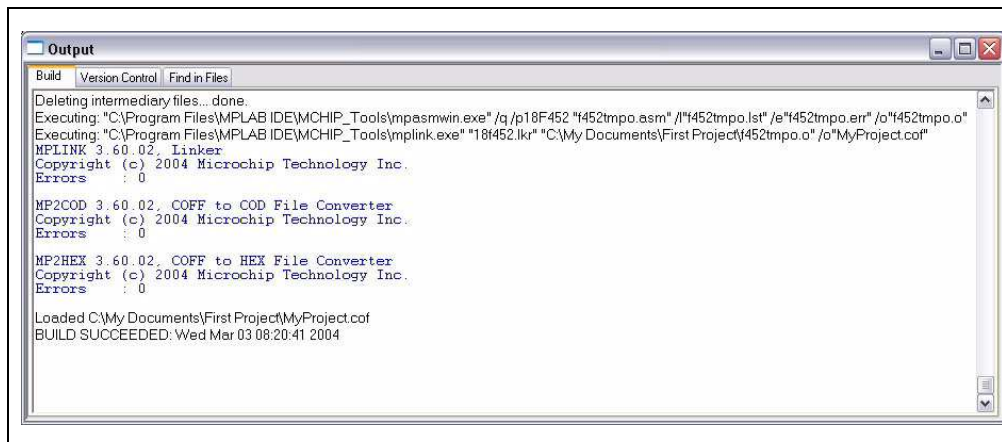 Output
Build Version Control Find in Files
Deleting intermediary files... done.
Executing: "C:\Program Files\MPLAB IDE\MCHIP_Tools\mpasmwin.exe" /q /p18F452 "f452tmpo.asm" /l"f452tmpo.lst" /e"f452tmpo.err" /o"f452tmpo.o"
Executing: "C:\Program Files\MPLAB IDE\MCHIP_Tools\mplink.exe" "18f452.lkr" "C:\My Documents\First Project\f452tmpo.o" /o"MyProject.cof"
MPLINK 3.60.02, Linker
Copyright (c) 2004 Microchip Technology Inc.
Errors : 0
MP2COD 3.60.02, COFF to COD File Converter
Copyright (c) 2004 Microchip Technology Inc.
Errors : 0
MP2HEX 3.60.02, COFF to HEX File Converter
Copyright (c) 2004 Microchip Technology Inc.
Errors : 0
Loaded C:\My Documents\First Project\MyProject.cof
BUILD SUCCEEDED: Wed Mar 03 08:20:41 2004